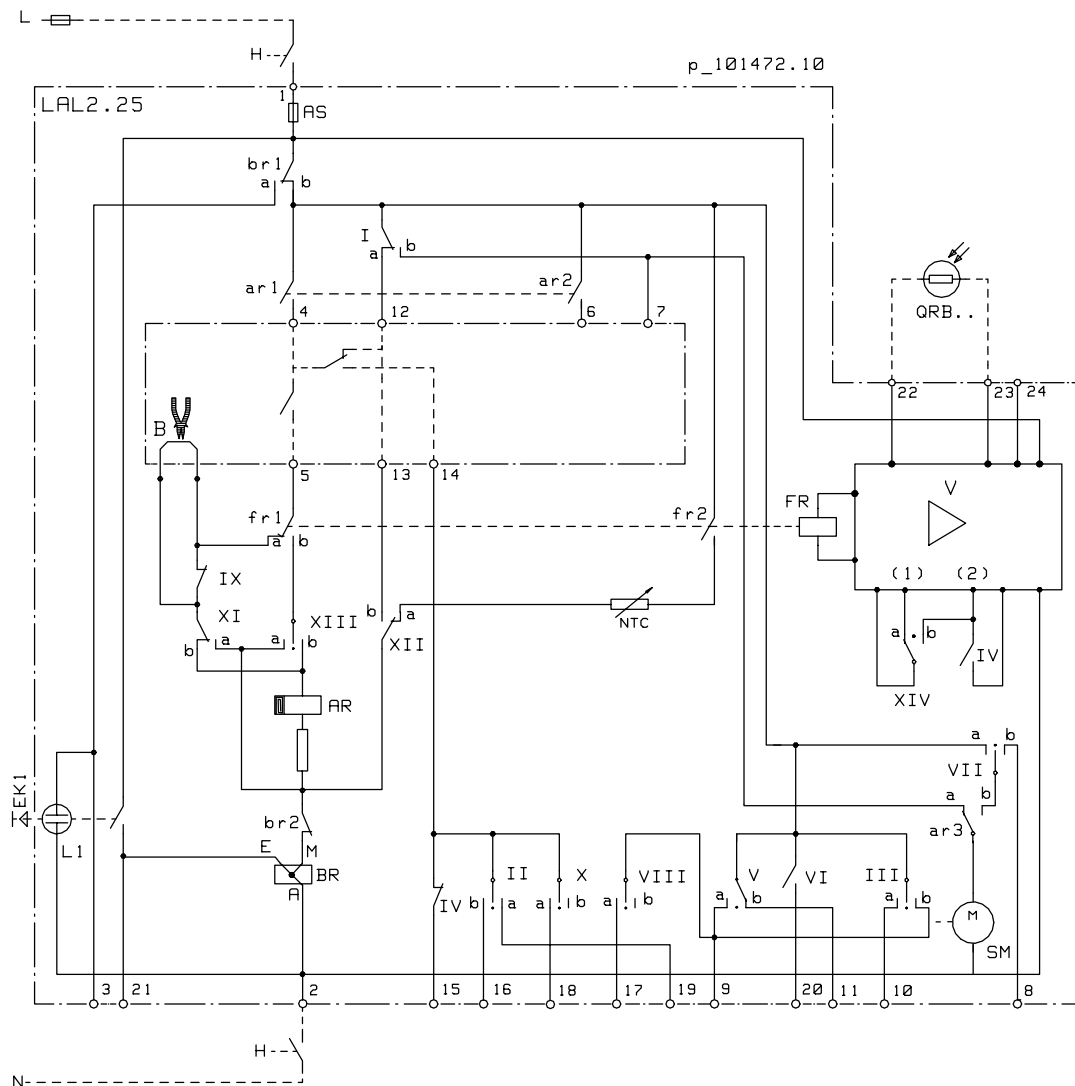 L
H
p_101472.10
LAL2.25
1
AS
br1
a b
I
a b
ar1
ar2
4 12 6 7
QRB..
22 23 24
B
5 13 14
V
FR
fr1
fr2
a b
(1) (2)
IX
XI
a b
XIII
a b
b a
XII
NTC
a b
IV
XIV
AR
a b
VII
EK1
L1
br2
a b
ar3
E M
BR
A
II X VIII
V VI III
IV
b a a b a b
a b a b
M
SM
3 21 2 15 16 18 17 19 9 20 11 10 8
H
N